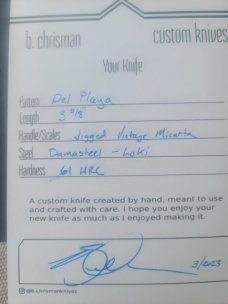 b. chrisman custom knives
Your Knife
Pattern Del Playa
Length 3 5/8"
Handle/Scales Jigged Vintage Micarta
Steel Damasteel - Loki
Hardness 61 HRC
A custom knife created by hand, meant to use
and crafted with care. I hope you enjoy your
new knife as much as I enjoyed making it.
3/2023
@b.chrismanknives